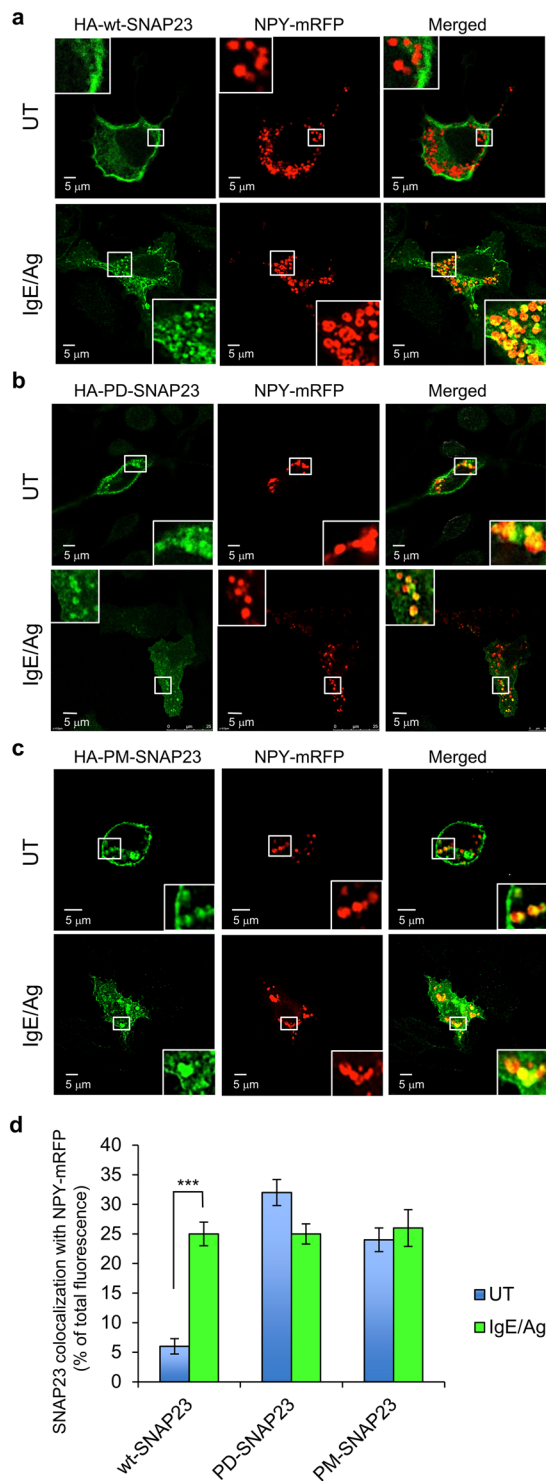 a
HA-wt-SNAP23 NPY-mRFP Merged
UT
5 μm 5 μm 5 μm
IgE/Ag
5 μm 5 μm 5 μm
b
HA-PD-SNAP23 NPY-mRFP Merged
UT
5 μm 5 μm 5 μm
IgE/Ag
5 μm 5 μm 5 μm
c
HA-PM-SNAP23 NPY-mRFP Merged
UT
5 μm 5 μm 5 μm
IgE/Ag
5 μm 5 μm 5 μm
d
SNAP23 colocalization with NPY-mRFP
(% of total fluorescence)
40
35
30
25
20
15
10
5
0
***
UT
IgE/Ag
wt-SNAP23 PD-SNAP23 PM-SNAP23